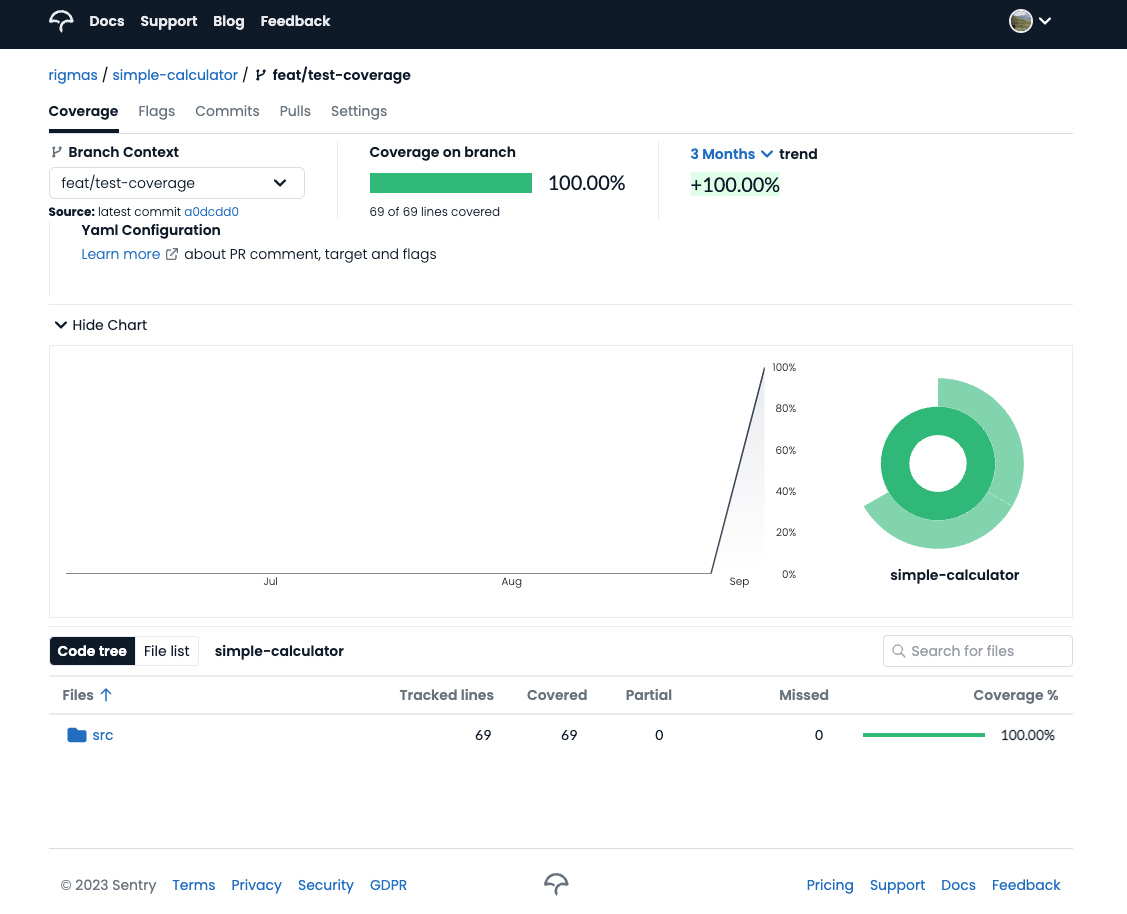 Docs Support Blog Feedback
rigmas / simple-calculator / feat/test-coverage
Coverage Flags Commits Pulls Settings
Branch Context
feat/test-coverage
Source: latest commit a0dcdd0
Coverage on branch
100.00%
69 of 69 lines covered
3 Months trend
+100.00%
Yaml Configuration
Learn more about PR comment, target and flags
Hide Chart
100%
80%
60%
40%
20%
0%
Jul Aug Sep
simple-calculator
Code tree File list simple-calculator Search for files
Files Tracked lines Covered Partial Missed Coverage %
src 69 69 0 0 100.00%
© 2023 Sentry Terms Privacy Security GDPR Pricing Support Docs Feedback